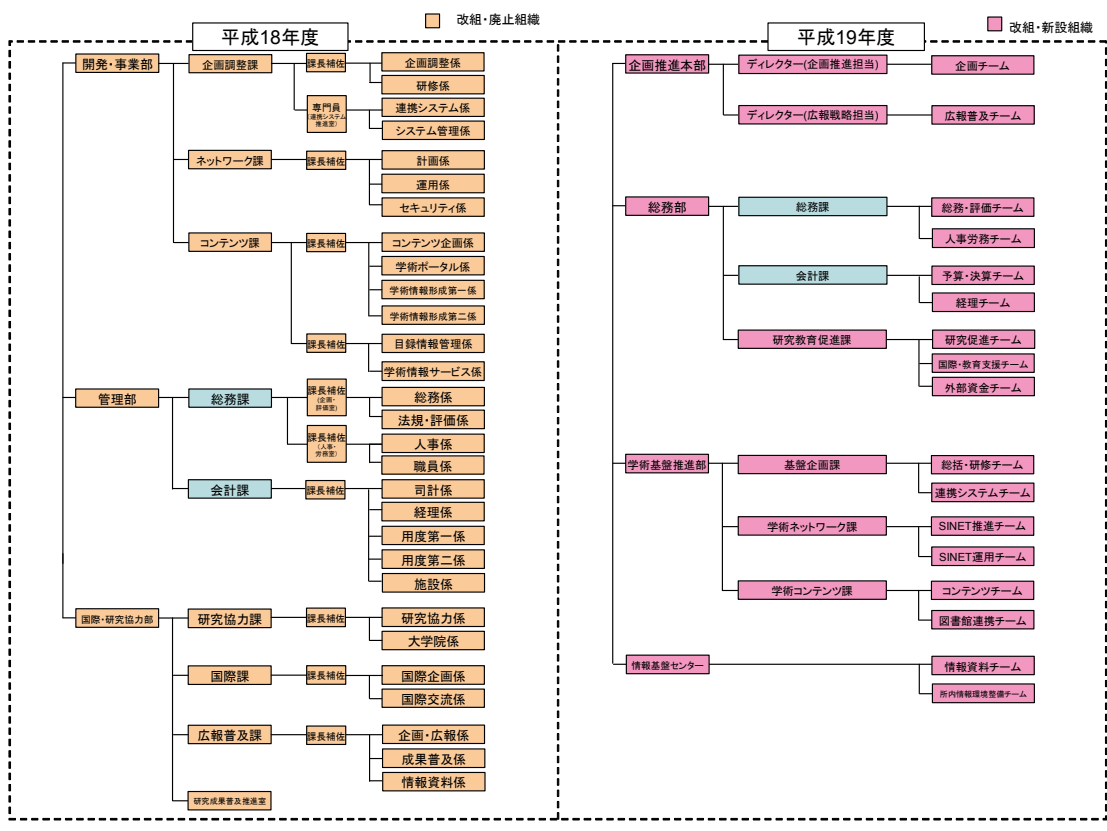 改組・廃止組織
平成18年度
開発・事業部
企画調整課
課長補佐
企画調整係
研修係
専門員
(連携システム
推進室)
連携システム係
システム管理係
ネットワーク課
課長補佐
計画係
運用係
セキュリティ係
コンテンツ課
課長補佐
コンテンツ企画係
学術ポータル係
学術情報形成第一係
学術情報形成第二係
課長補佐
目録情報管理係
学術情報サービス係
管理部
総務課
課長補佐
(企画・
評価室)
総務係
法規・評価係
課長補佐
(人事・
労務室)
人事係
職員係
会計課
課長補佐
司計係
経理係
用度第一係
用度第二係
施設係
国際・研究協力部
研究協力課
課長補佐
研究協力係
大学院係
国際課
課長補佐
国際企画係
国際交流係
広報普及課
課長補佐
企画・広報係
成果普及係
情報資料係
研究成果普及推進室
改組・新設組織
平成19年度
企画推進本部
ディレクター(企画推進担当)
企画チーム
ディレクター(広報戦略担当)
広報普及チーム
総務部
総務課
総務・評価チーム
人事労務チーム
会計課
予算・決算チーム
経理チーム
研究教育促進課
研究促進チーム
国際・教育支援チーム
外部資金チーム
学術基盤推進部
基盤企画課
総括・研修チーム
連携システムチーム
学術ネットワーク課
SINET推進チーム
SINET運用チーム
学術コンテンツ課
コンテンツチーム
図書館連携チーム
情報基盤センター
情報資料チーム
所内情報環境整備チーム